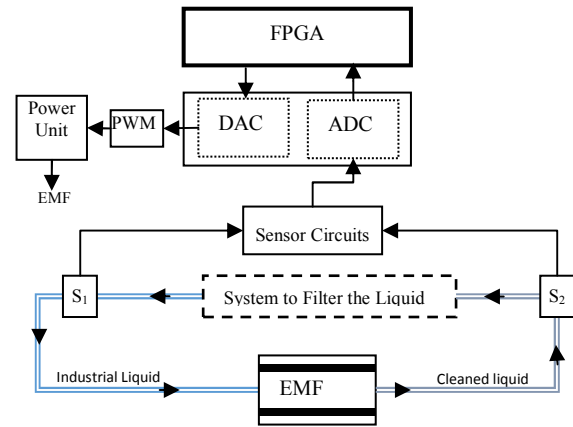 FPGA
Power
Unit
PWM
DAC
ADC
EMF
Sensor Circuits
S₁
System to Filter the Liquid
S₂
Industrial Liquid
EMF
Cleaned liquid